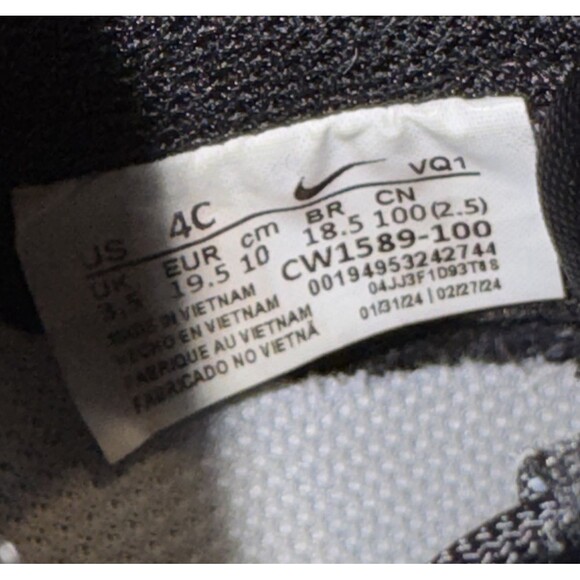 VQ1
US 4C
UK EUR cm BR CN
3.5 19.5 10 18.5 100(2.5)
CW1589-100
00194953242744
04JJ3F1D93T8S
01/31/24 | 02/27/24
MADE IN VIETNAM
HECHO EN VIETNAM
FABRIQUE AU VIETNAM
FABRICADO NO VIETNÃ